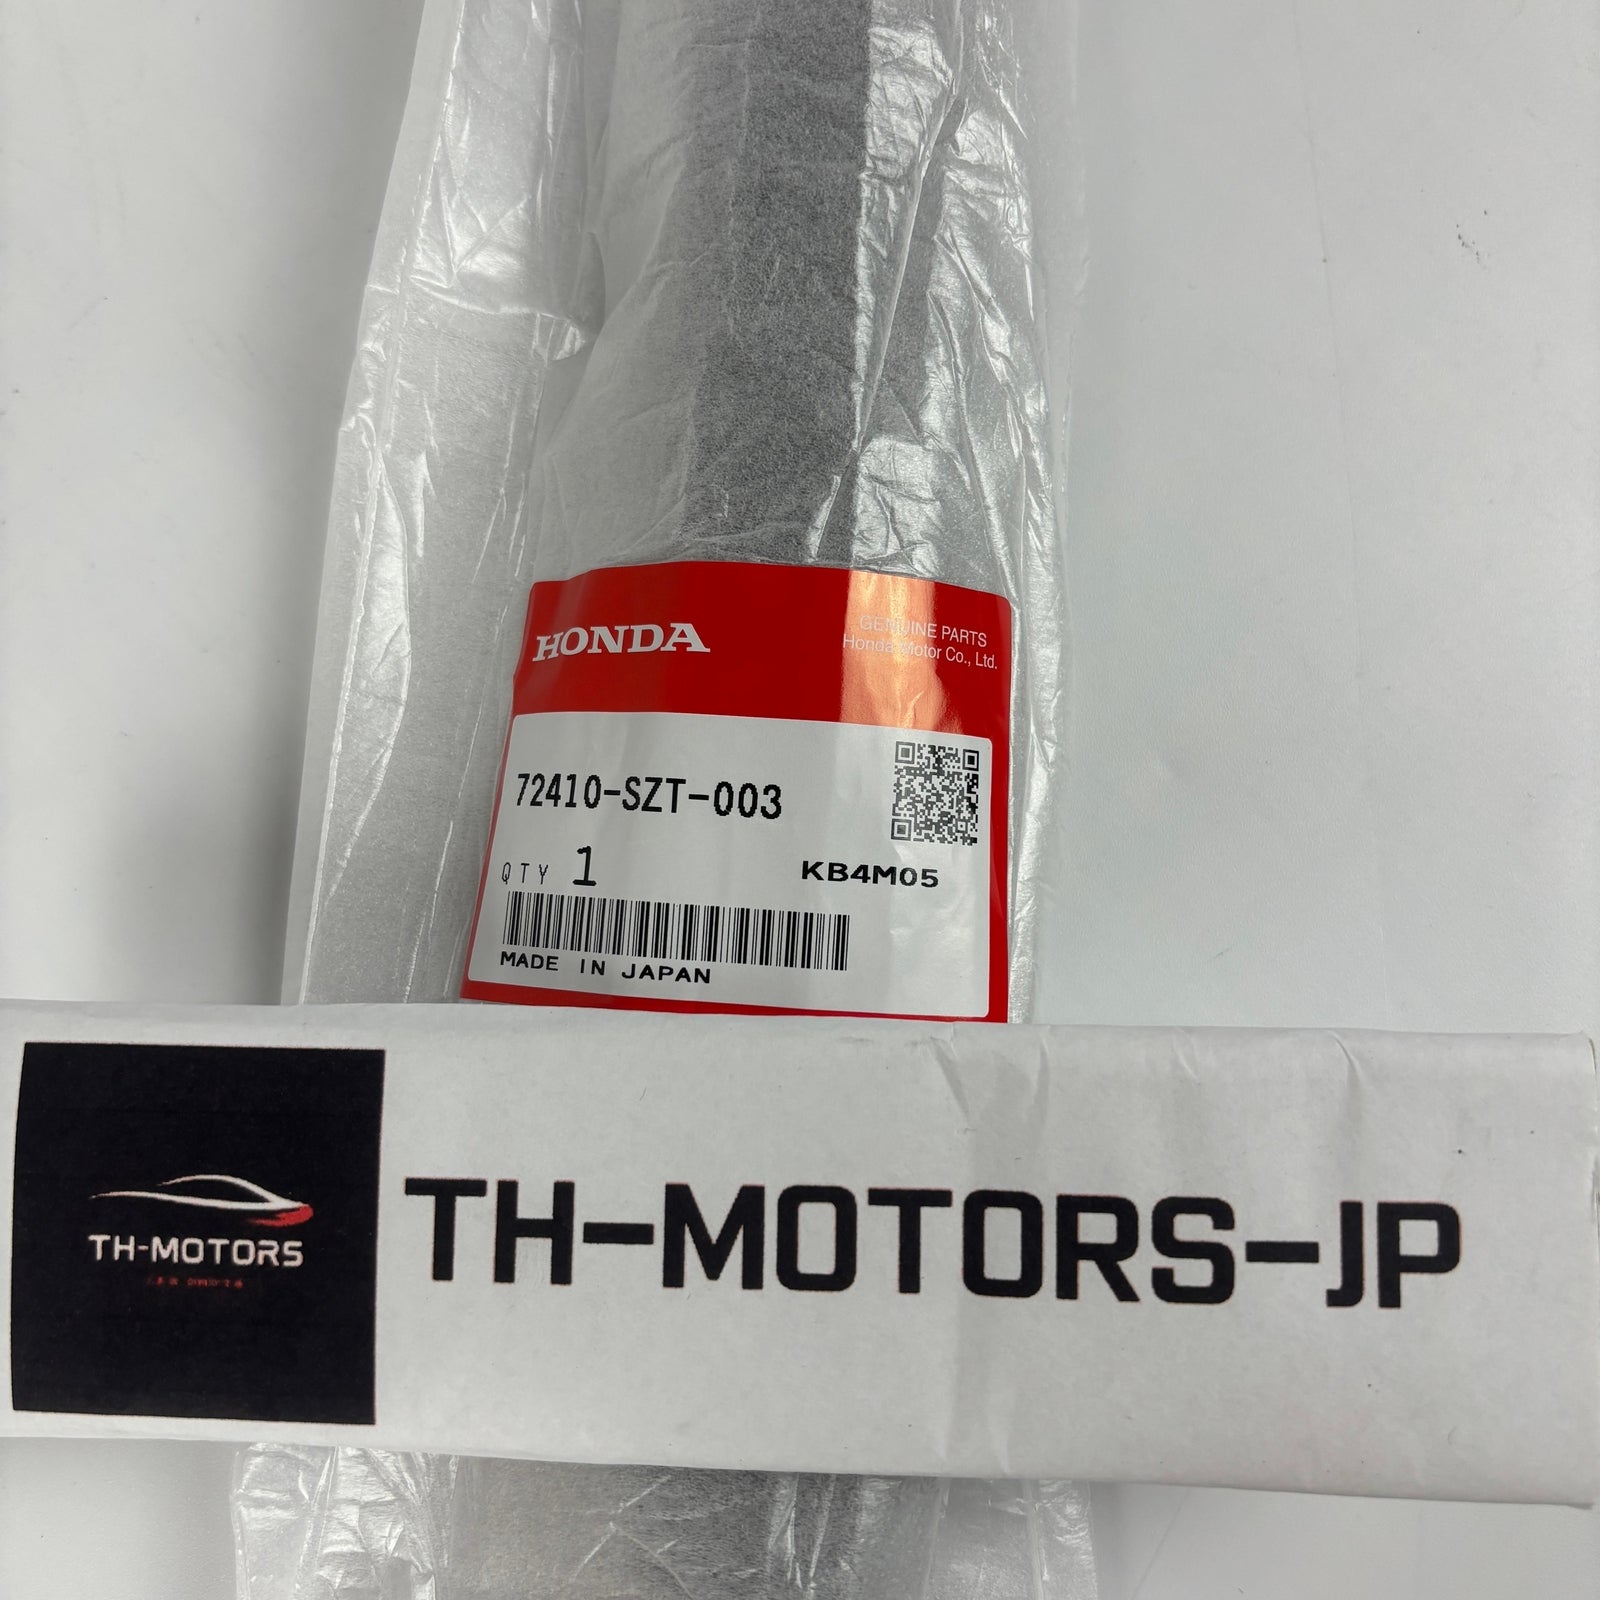 HONDA
GENUINE PARTS
Honda Motor Co., Ltd.
72410-SZT-003
QTY 1
KB4M05
MADE IN JAPAN
TH-MOTORS
TH-MOTORS-JP